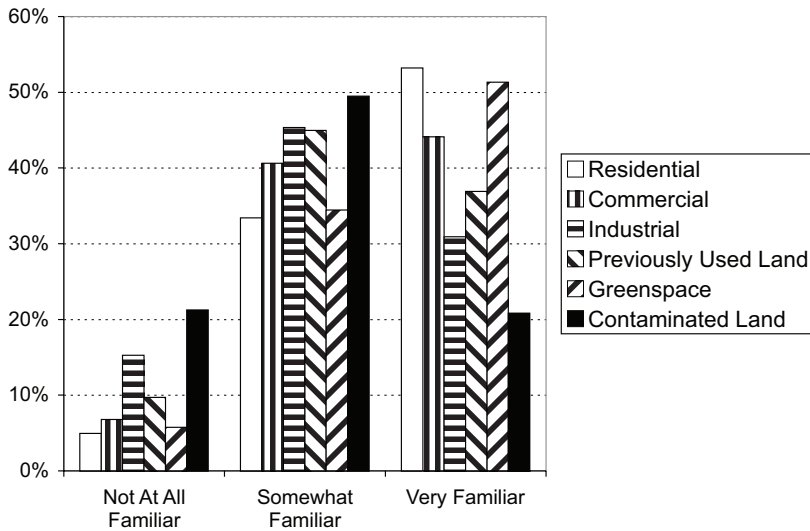 60%
50%
40%
30%
20%
10%
0%
Not At All
Familiar
Somewhat
Familiar
Very Familiar
Residential
Commercial
Industrial
Previously Used Land
Greenspace
Contaminated Land